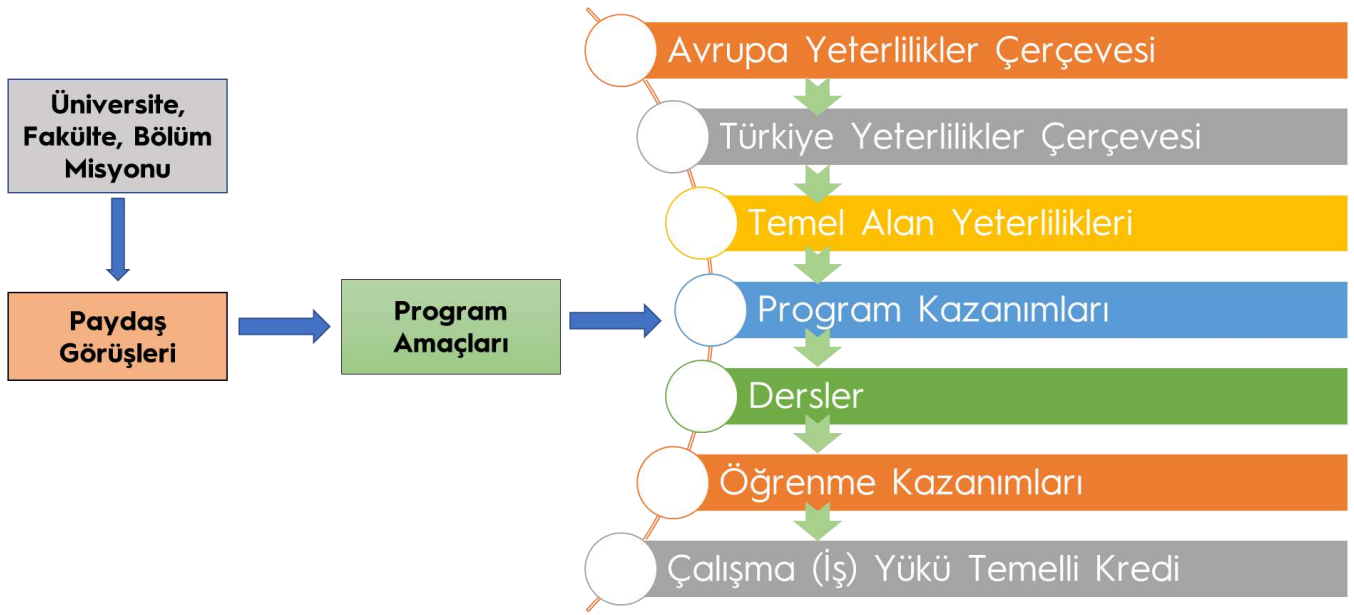 Üniversite,
Fakülte, Bölüm
Misyonu
Paydaş
Görüşleri
Program
Amaçları
Avrupa Yeterlilikler Çerçevesi
Türkiye Yeterlilikler Çerçevesi
Temel Alan Yeterlilikleri
Program Kazanımları
Dersler
Öğrenme Kazanımları
Çalışma (İş) Yükü Temelli Kredi